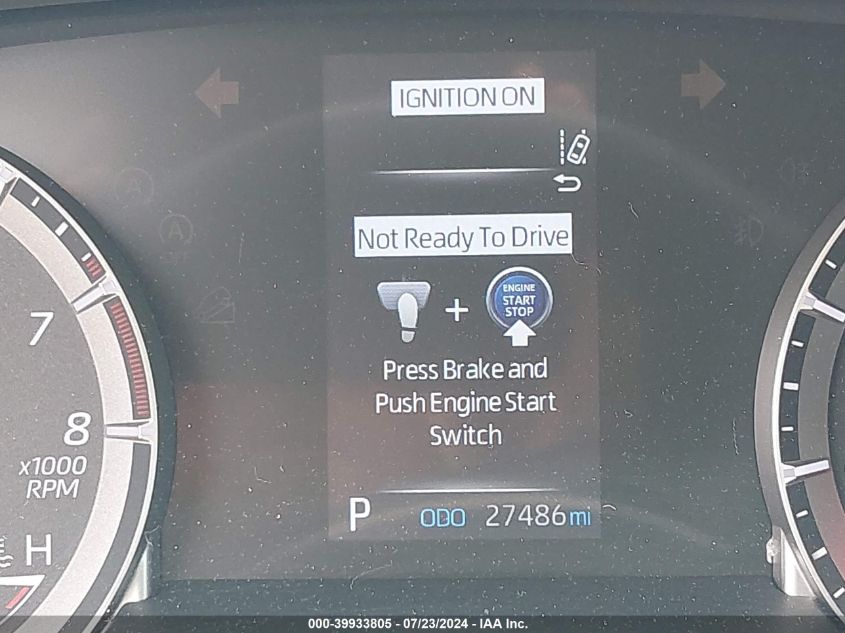 IGNITION ON
Not Ready To Drive
+
ENGINE
START
STOP
Press Brake and
Push Engine Start
Switch
P ODO 27486 mi
7
8
x1000
RPM
H
A
A
000-39933805 - 07/23/2024 - IAA Inc.